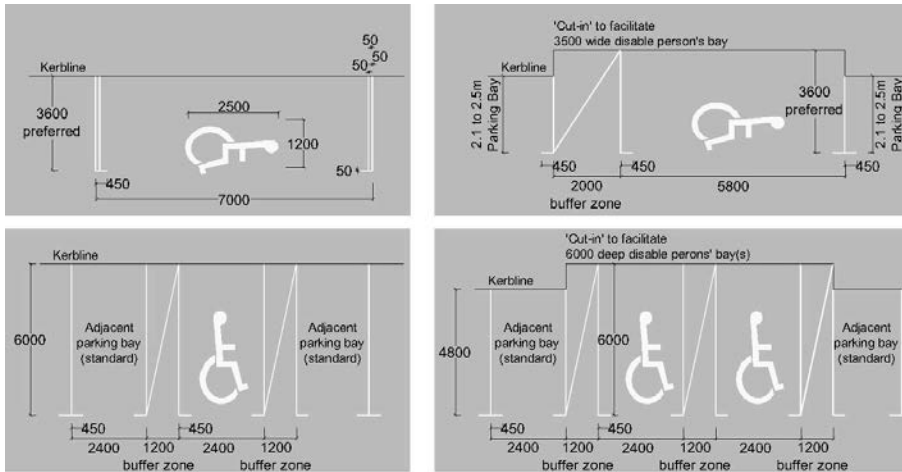 50
50
50
Kerbline
3600
preferred
2500
1200
50
450
7000
'Cut-in' to facilitate
3500 wide disable person's bay
Kerbline
2.1 to 2.5m
Parking Bay
3600
preferred
2.1 to 2.5m
Parking Bay
450
450
450
2000
5800
buffer zone
Kerbline
6000
Adjacent
parking bay
(standard)
Adjacent
parking bay
(standard)
450
450
2400
1200
2400
1200
buffer zone
buffer zone
'Cut-in' to facilitate
6000 deep disable perons' bay(s)
Kerbline
4800
Adjacent
parking bay
(standard)
6000
Adjacent
parking bay
(standard)
450
450
2400
1200
2400
1200
2400
1200
buffer zone
buffer zone
buffer zone